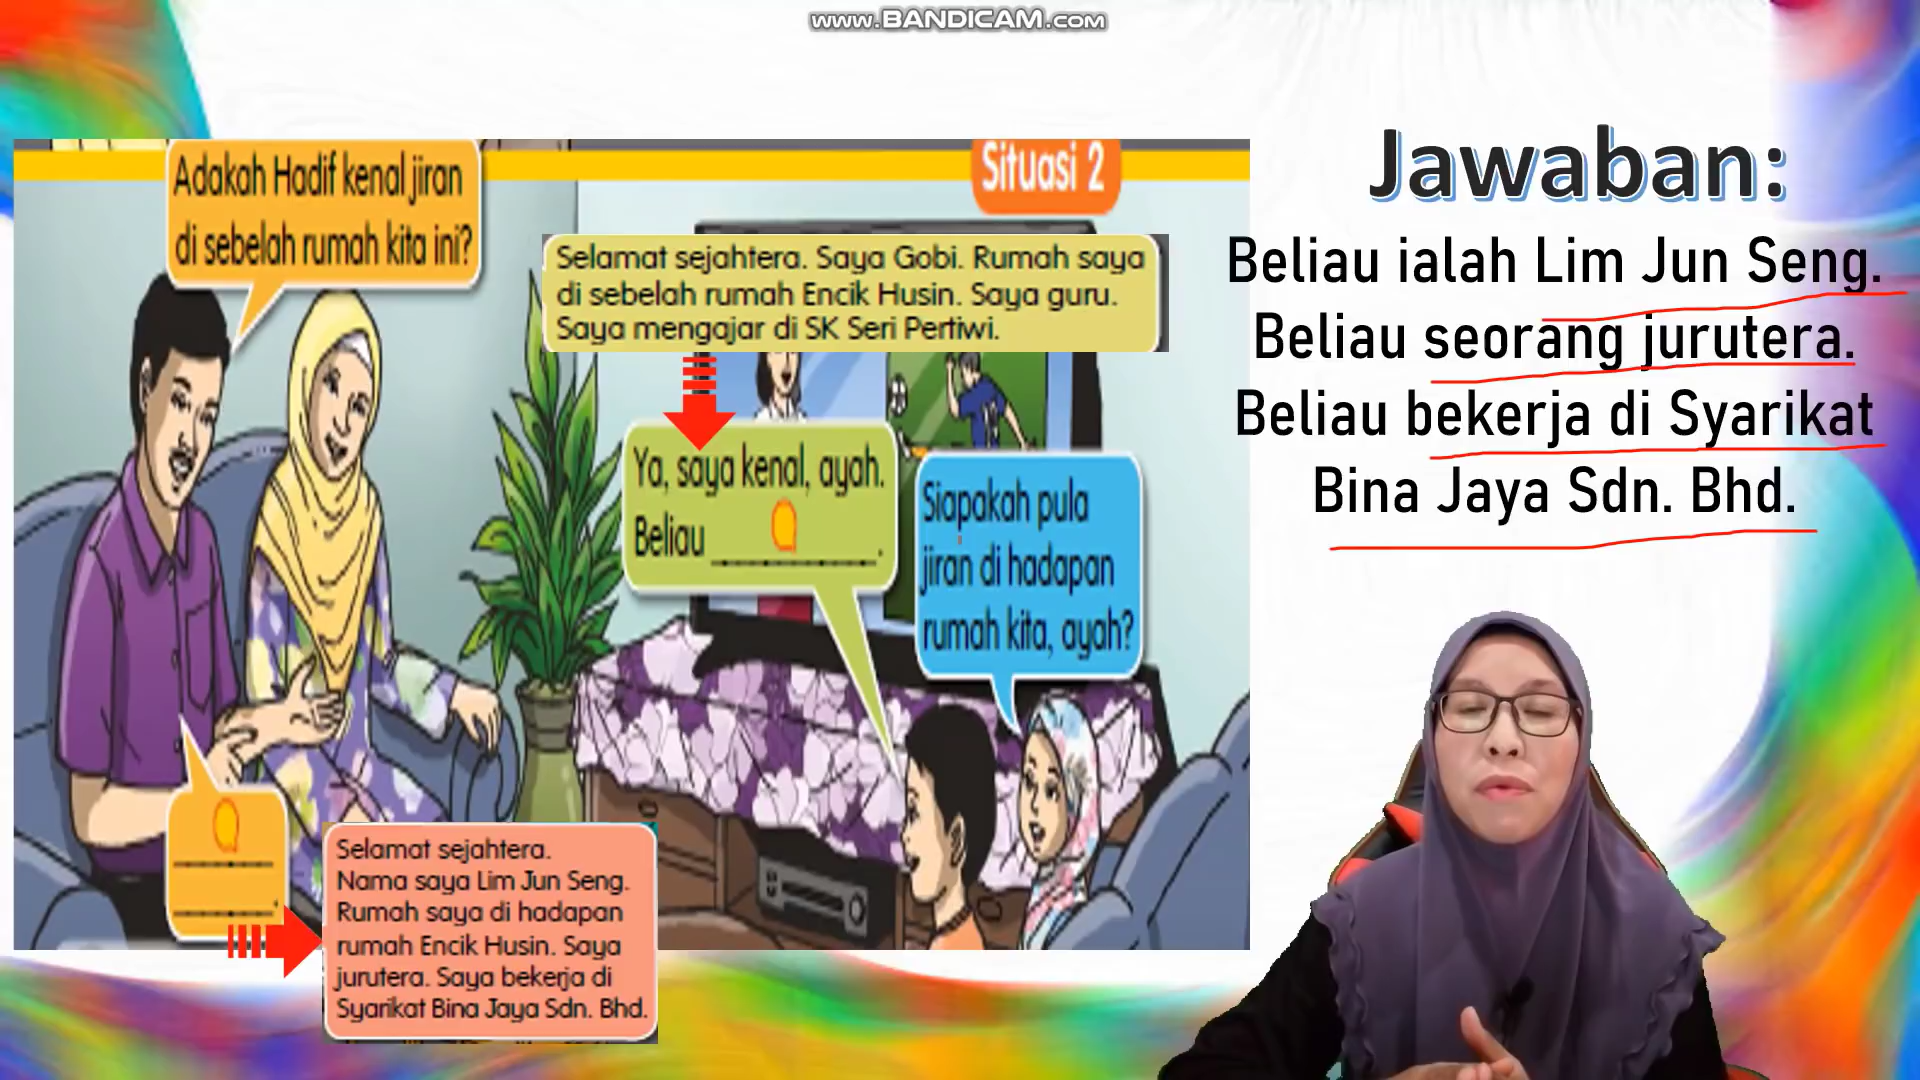 www.BANDICAM.com
Situasi 2
Adakah Hadif kenal jiran
di sebelah rumah kita ini?
Selamat sejahtera. Saya Gobi. Rumah saya
di sebelah rumah Encik Husin. Saya guru.
Saya mengajar di SK Seri Pertiwi.
Ya, saya kenal, ayah.
Beliau ___________.
Siapakah pula
jiran di hadapan
rumah kita, ayah?
Selamat sejahtera.
Nama saya Lim Jun Seng.
Rumah saya di hadapan
rumah Encik Husin. Saya
jurutera. Saya bekerja di
Syarikat Bina Jaya Sdn. Bhd.
Jawaban:
Beliau ialah Lim Jun Seng.
Beliau seorang jurutera.
Beliau bekerja di Syarikat
Bina Jaya Sdn. Bhd.